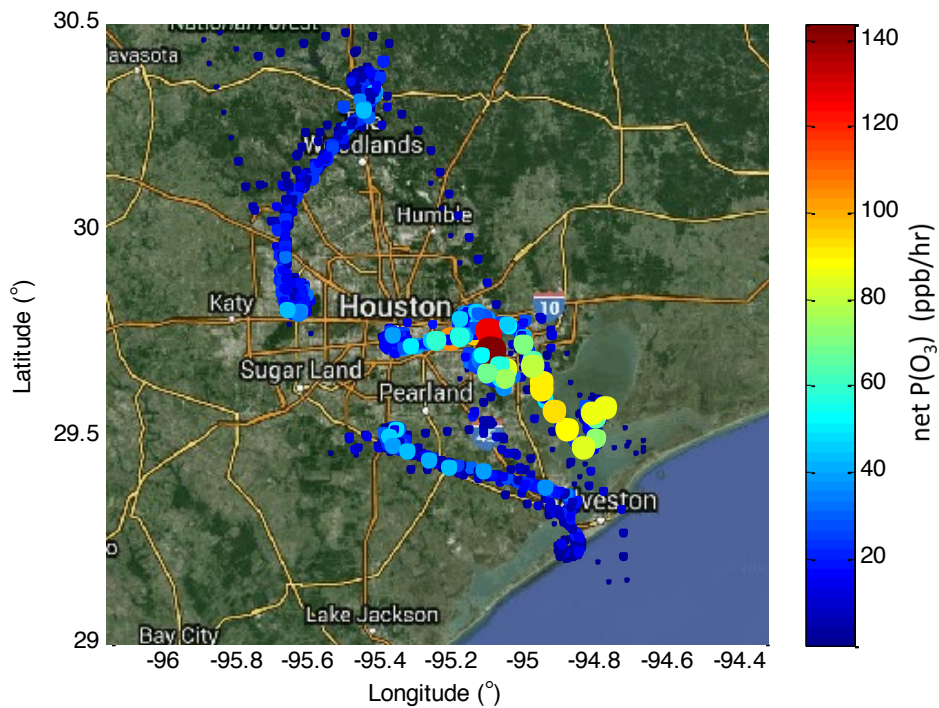 30.5
National Forest
avasota
The
Woodlands
Humble
30
Katy
Houston
10
Sugar Land
Pearland
29.5
lveston
o
Lake Jackson
Bay City
29
-96
-95.8
-95.6
-95.4
-95.2
-95
-94.8
-94.6
-94.4
Longitude (°)
Latitude (°)
140
120
100
80
60
40
20
net P(O₃) (ppb/hr)